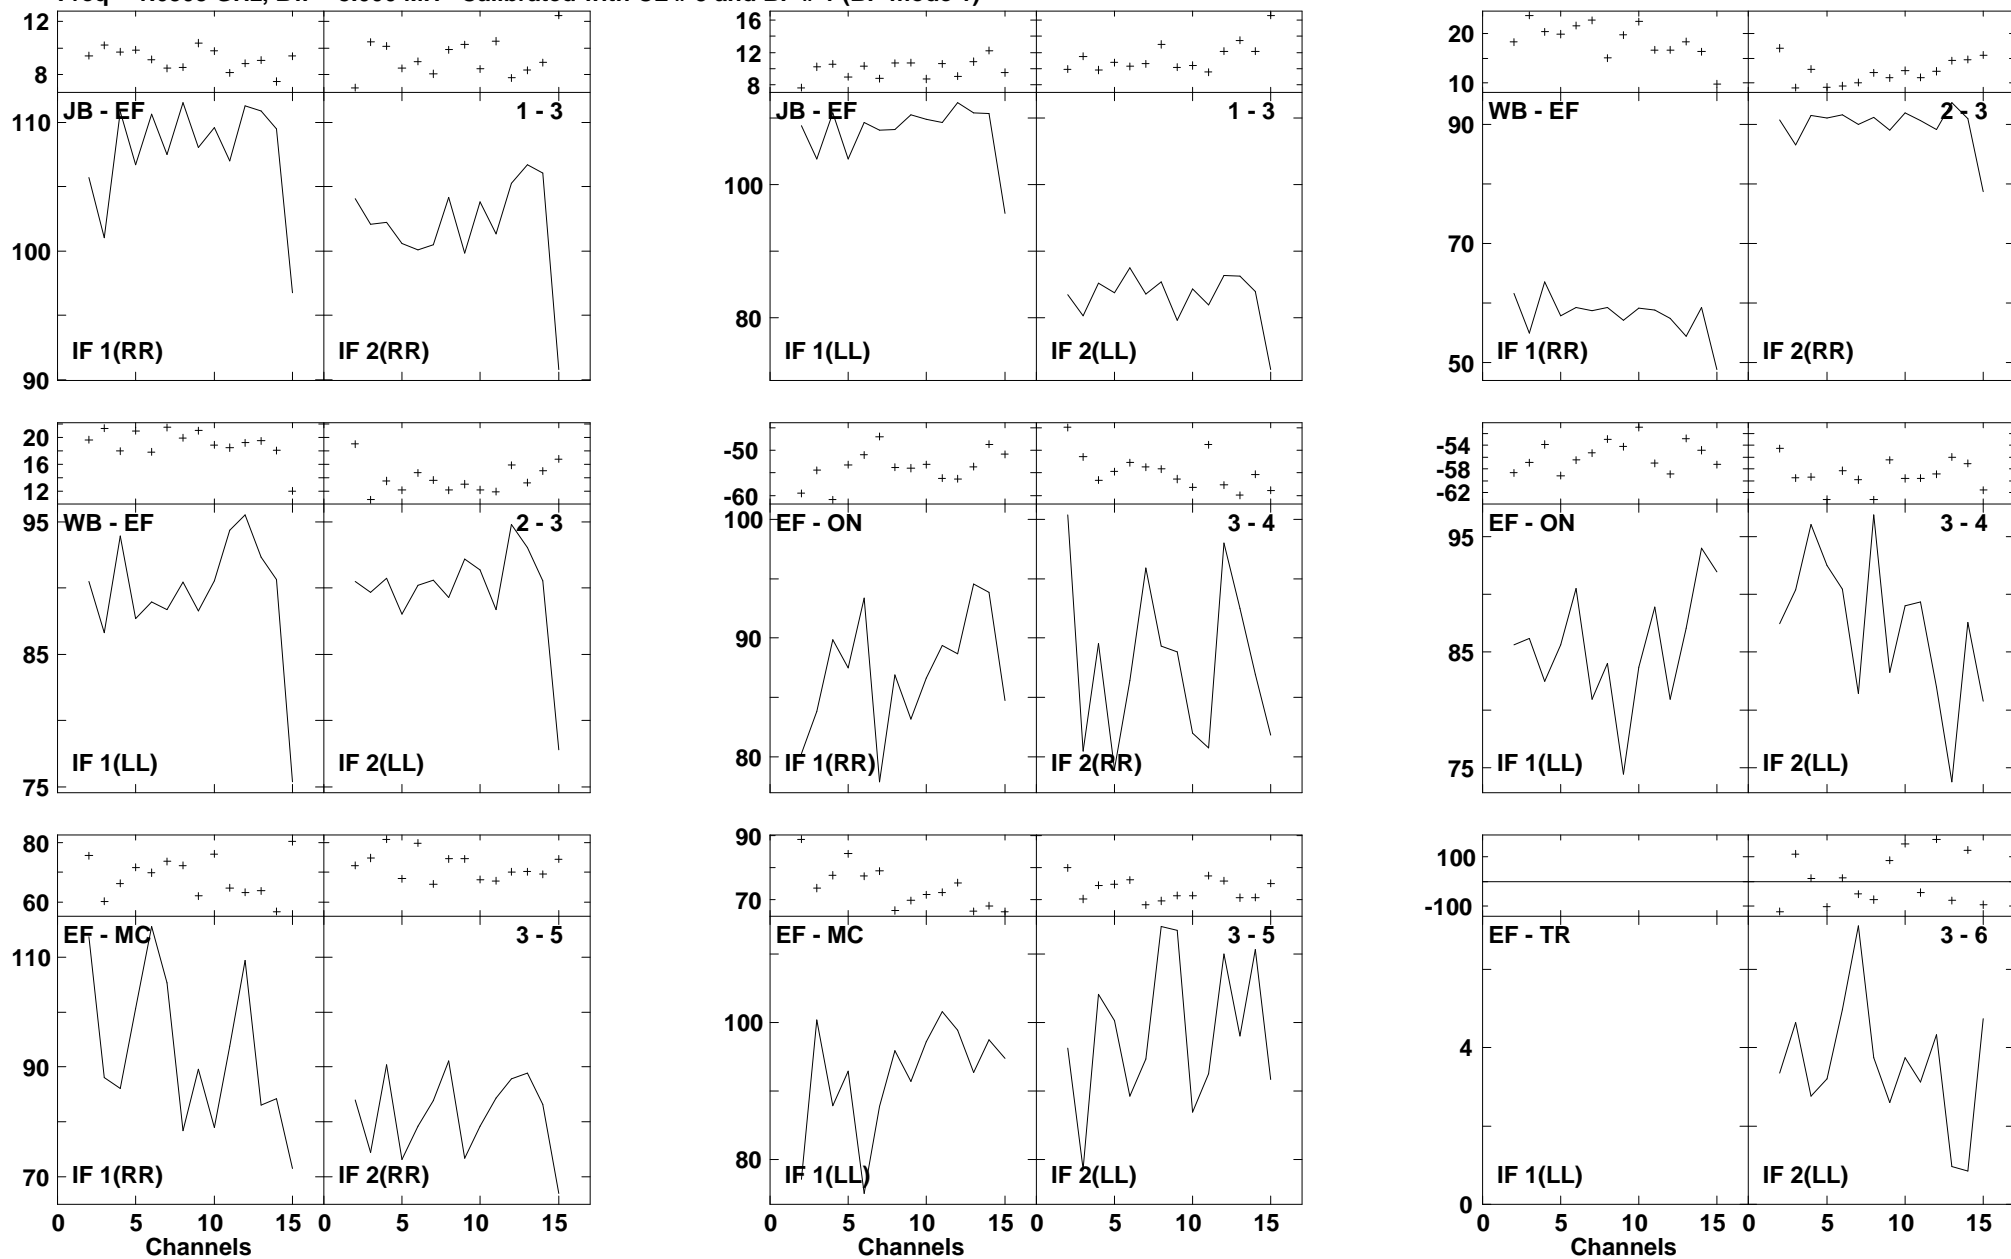 12 8
16 12 8
20 10
JB - EF 1 - 3
JB - EF 1 - 3
WB - EF 2 - 3
110 100 90
100 80
90 70 50
IF 1(RR) IF 2(RR)
IF 1(LL) IF 2(LL)
IF 1(RR) IF 2(RR)
20 16 12
-50 -60
-54 -58 -62
WB - EF 2 - 3
EF - ON 3 - 4
EF - ON 3 - 4
95 85 75
100 90 80
95 85 75
IF 1(LL) IF 2(LL)
IF 1(RR) IF 2(RR)
IF 1(LL) IF 2(LL)
80 60
90 70
100 -100
EF - MC 3 - 5
EF - MC 3 - 5
EF - TR 3 - 6
110 90 70
100 80
4 0
IF 1(RR) IF 2(RR)
IF 1(LL) IF 2(LL)
IF 1(LL) IF 2(LL)
0 5 10 15 0 5 10 15
0 5 10 15 0 5 10 15
0 5 10 15 0 5 10 15
Channels
Channels
Channels